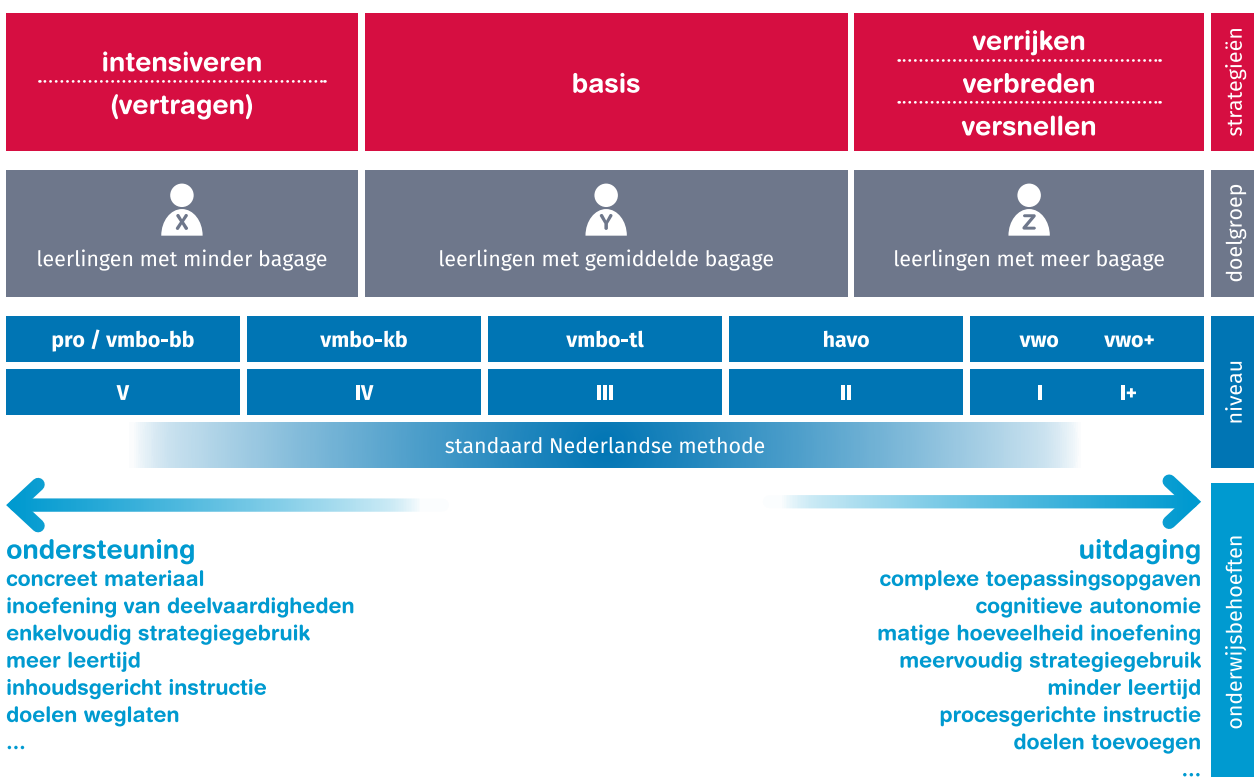 intensiveren
(vertragen)
basis
verrijken
verbreden
versnellen
strategieën
X
leerlingen met minder bagage
Y
leerlingen met gemiddelde bagage
Z
leerlingen met meer bagage
doelgroep
pro / vmbo-bb
vmbo-kb
vmbo-tl
havo
vwo
vwo+
V
IV
III
II
I
I+
standaard Nederlandse methode
niveau
ondersteuning
concreet materiaal
inoefening van deelvaardigheden
enkelvoudig strategiegebruik
meer leertijd
inhoudsgericht instructie
doelen weglaten
...
uitdaging
complexe toepassingsopgaven
cognitieve autonomie
matige hoeveelheid inoefening
meervoudig strategiegebruik
minder leertijd
procesgerichte instructie
doelen toevoegen
...
onderwijsbehoeften